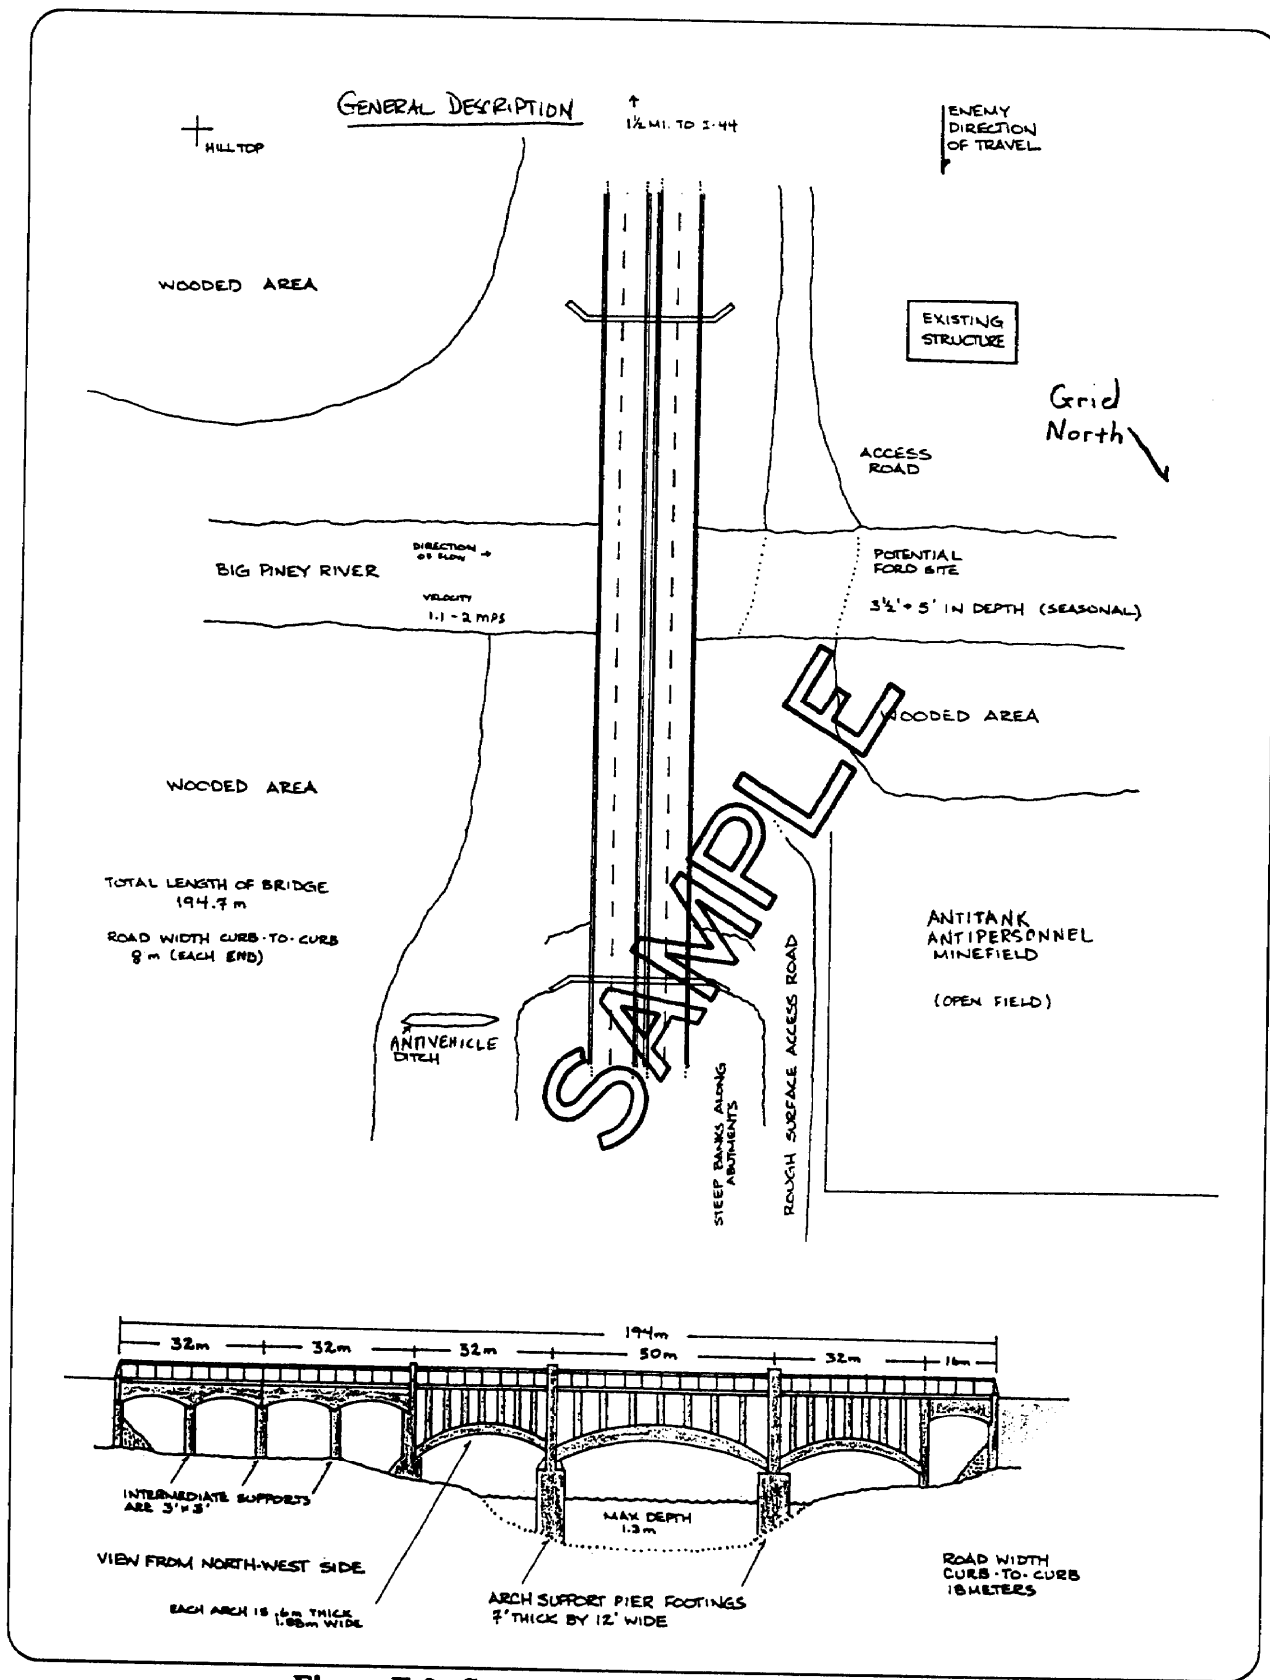 GENERAL DESCRIPTION
1½ MI. TO I-44
ENEMY
DIRECTION
OF TRAVEL
HILLTOP
WOODED AREA
EXISTING
STRUCTURE
Grid
North
ACCESS
ROAD
DIRECTION
OF FLOW
BIG PINEY RIVER
VELOCITY
1.1 - 2 MPS
POTENTIAL
FORD SITE
3½' + 5' IN DEPTH (SEASONAL)
WOODED AREA
WOODED AREA
TOTAL LENGTH OF BRIDGE
194.7 m
ROAD WIDTH CURB-TO-CURB
8 m (EACH END)
ANTITANK
ANTIPERSONNEL
MINEFIELD
(OPEN FIELD)
ANTIVEHICLE
DITCH
SAMPLE
STEEP BANKS ALONG
ABUTMENTS
ROUGH SURFACE ACCESS ROAD
194m
32m 32m 32m 50m 32m 16m
INTERMEDIATE SUPPORTS
ARE 3' x 3'
MAX DEPTH
1.3m
VIEW FROM NORTH-WEST SIDE
EACH ARCH IS .6m THICK
1.88m WIDE
ARCH SUPPORT PIER FOOTINGS
7' THICK BY 12' WIDE
ROAD WIDTH
CURB-TO-CURB
18 METERS